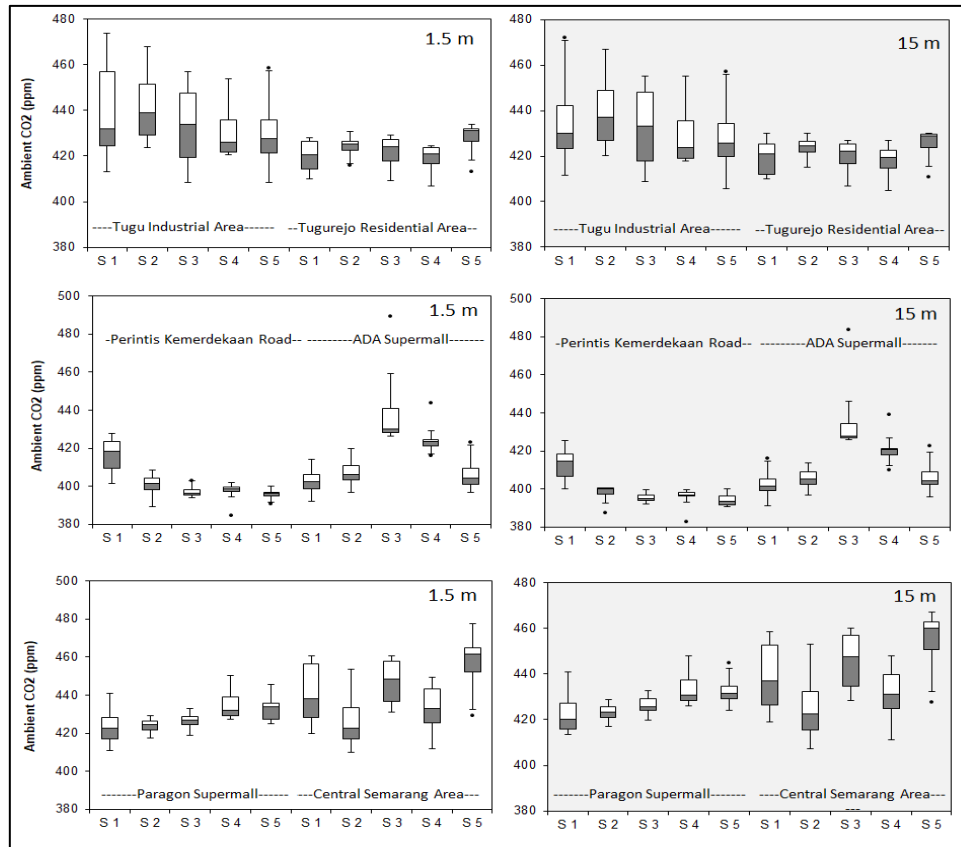 1.5 m
Ambient CO2 (ppm)
480
460
440
420
400
380
-----Tugu Industrial Area------ --Tugurejo Residential Area--
S 1 S 2 S 3 S 4 S 5 S 1 S 2 S 3 S 4 S 5
15 m
480
460
440
420
400
380
------Tugu Industrial Area------ --Tugurejo Residential Area--
S 1 S 2 S 3 S 4 S 5 S 1 S 2 S 3 S 4 S 5
1.5 m
Ambient CO2 (ppm)
500
480
460
440
420
400
380
-Perintis Kemerdekaan Road-- ---------ADA Supermall-------
S 1 S 2 S 3 S 4 S 5 S 1 S 2 S 3 S 4 S 5
15 m
500
480
460
440
420
400
380
-Perintis Kemerdekaan Road-- ---------ADA Supermall-------
S 1 S 2 S 3 S 4 S 5 S 1 S 2 S 3 S 4 S 5
1.5 m
Ambient CO2 (ppm)
500
480
460
440
420
400
380
-------Paragon Supermall------ ----Central Semarang Area----
S 1 S 2 S 3 S 4 S 5 S 1 S 2 S 3 S 4 S 5
15 m
480
460
440
420
400
380
-------Paragon Supermall------ ----Central Semarang Area---
---
S 1 S 2 S 3 S 4 S 5 S 1 S 2 S 3 S 4 S 5